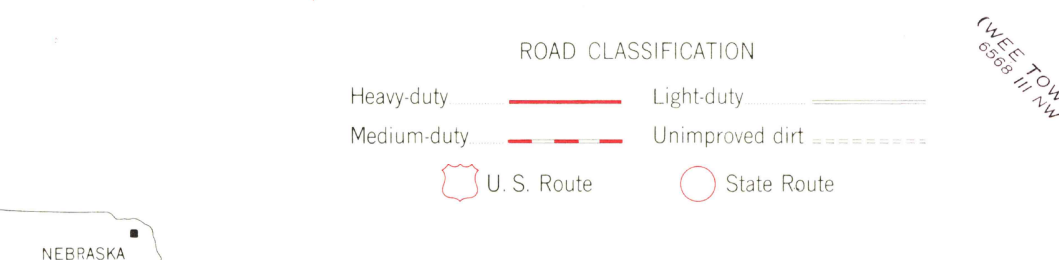 ROAD CLASSIFICATION
Heavy-duty
Light-duty
Medium-duty
Unimproved dirt
U. S. Route
State Route
(WEE TOW
6568 III NW
NEBRASKA